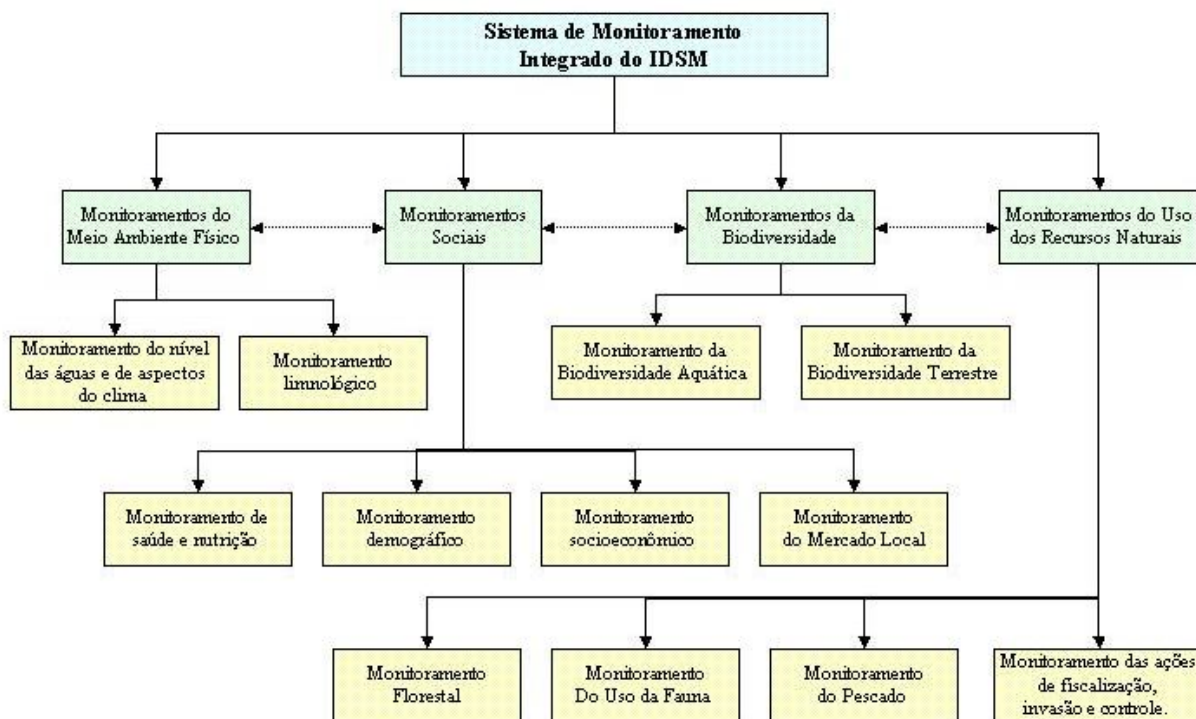 Sistema de Monitoramento
Integrado do IDSM
Monitoramentos do
Meio Ambiente Físico
Monitoramentos
Sociais
Monitoramentos da
Biodiversidade
Monitoramentos do Uso
dos Recursos Naturais
Monitoramento do nível
das águas e de aspectos
do clima
Monitoramento
limnológico
Monitoramento da
Biodiversidade Aquática
Monitoramento da
Biodiversidade Terrestre
Monitoramento de
saúde e nutrição
Monitoramento
demográfico
Monitoramento
socioeconômico
Monitoramento
do Mercado Local
Monitoramento
Florestal
Monitoramento
Do Uso da Fauna
Monitoramento
do Pescado
Monitoramento das ações
de fiscalização,
invasão e controle.